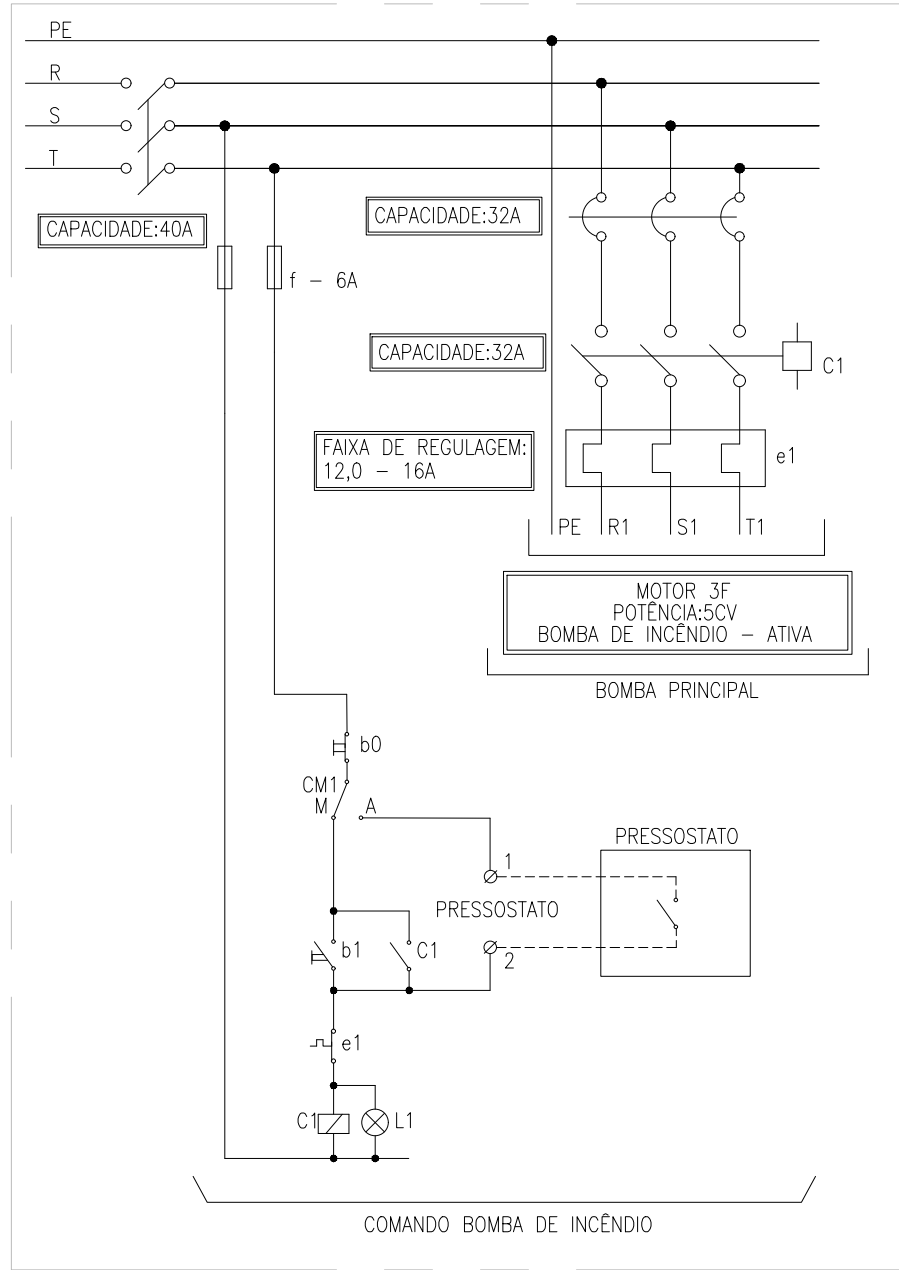 PE
R
S
T
CAPACIDADE:40A
CAPACIDADE:32A
f - 6A
CAPACIDADE:32A
C1
FAIXA DE REGULAGEM:
12,0 - 16A
e1
PE R1 S1 T1
MOTOR 3F
POTÊNCIA:5CV
BOMBA DE INCÊNDIO - ATIVA
BOMBA PRINCIPAL
b0
CM1
M A
PRESSOSTATO
1
PRESSOSTATO
b1 C1
2
e1
C1 L1
COMANDO BOMBA DE INCÊNDIO